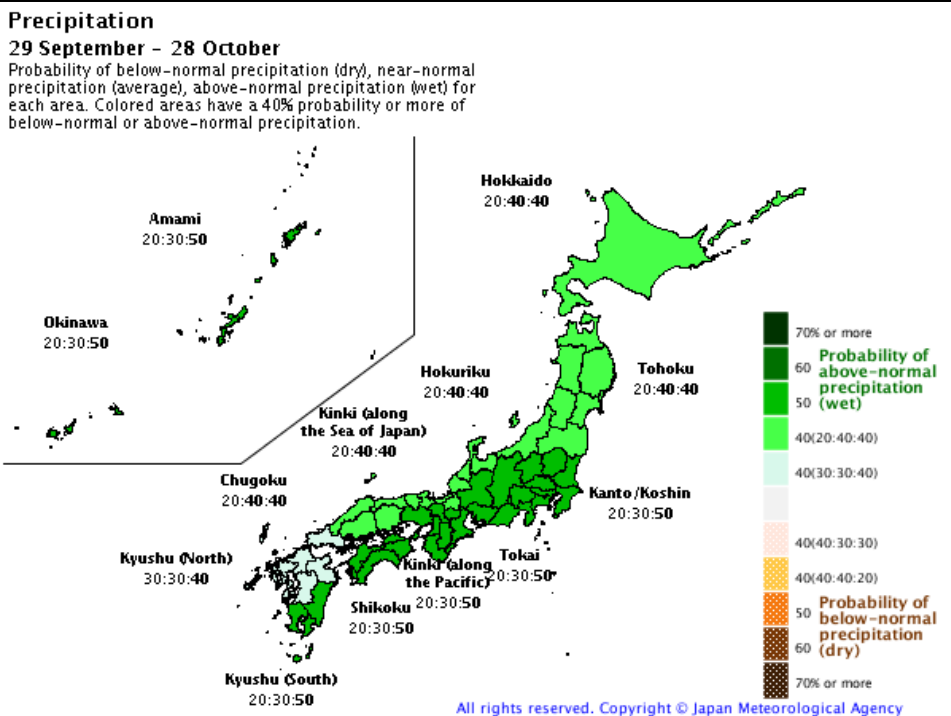 Precipitation
29 September – 28 October
Probability of below–normal precipitation (dry), near–normal
precipitation (average), above–normal precipitation (wet) for
each area. Colored areas have a 40% probability or more of
below–normal or above–normal precipitation.
Hokkaido
20:40:40
Amami
20:30:50
Okinawa
20:30:50
Hokuriku
20:40:40
Tohoku
20:40:40
Kinki (along
the Sea of Japan)
20:40:40
Chugoku
20:40:40
Kanto/Koshin
20:30:50
Kyushu (North)
30:30:40
Tokai
20:30:50
Kinki (along
the Pacific)
20:30:50
Shikoku
20:30:50
Kyushu (South)
20:30:50
70% or more
60
50
Probability of
above–normal
precipitation
(wet)
40(20:40:40)
40(30:30:40)
40(40:30:30)
40(40:40:20)
50
60
Probability of
below–normal
precipitation
(dry)
70% or more
All rights reserved. Copyright © Japan Meteorological Agency